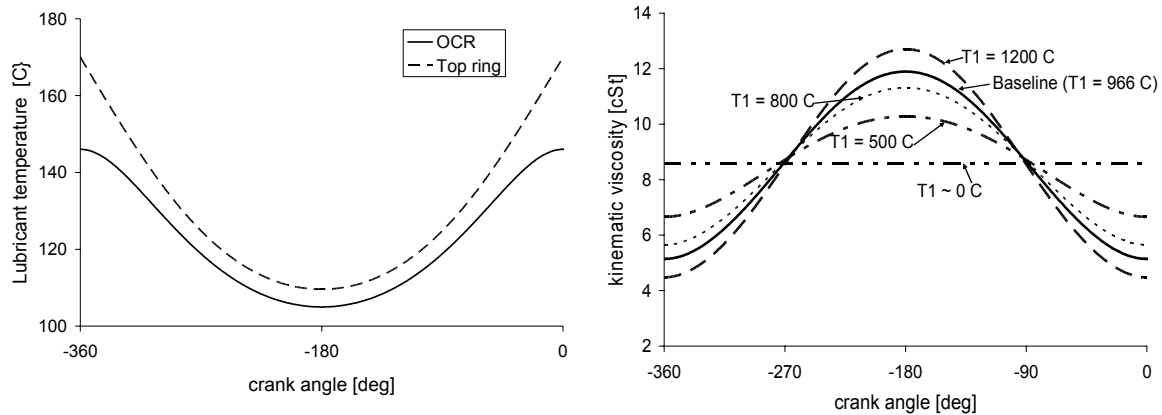 180
160
140
120
100
-360
-180
0
Lubricant temperature [C}
crank angle [deg]
OCR
Top ring
14
12
10
8
6
4
2
-360
-270
-180
-90
0
kinematic viscosity [cSt]
crank angle [deg]
T1 = 1200 C
Baseline (T1 = 966 C)
T1 = 800 C
T1 = 500 C
T1 ~ 0 C